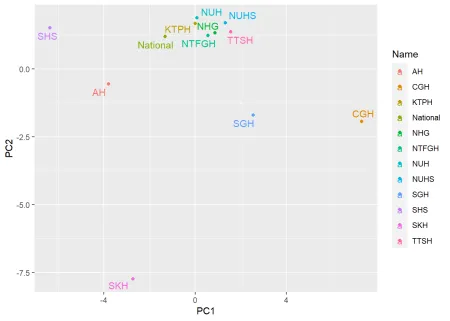 NUH
NUHS
SHS
KTPH
NHG
National
NTFGH
TTSH
0.0
AH
SGH
CGH
-2.5
PC2
-5.0
-7.5
SKH
-4
0
4
PC1
Name
AH
CGH
KTPH
National
NHG
NTFGH
NUH
NUHS
SGH
SHS
SKH
TTSH